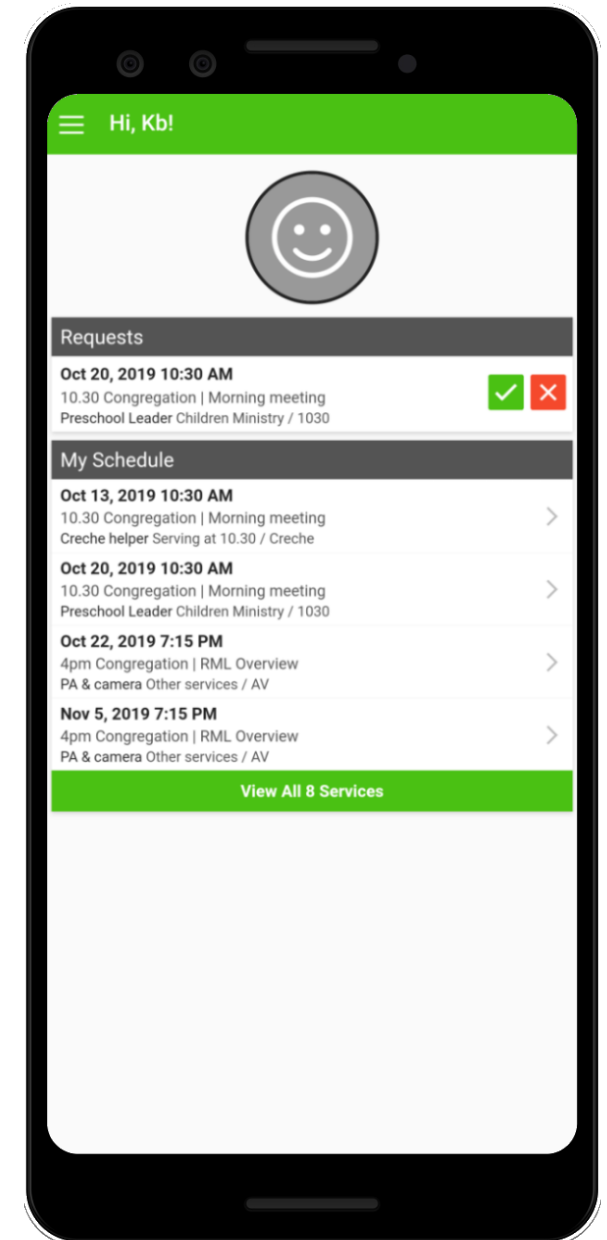 Hi, Kb!
Requests
Oct 20, 2019 10:30 AM
10.30 Congregation | Morning meeting
Preschool Leader Children Ministry / 1030
My Schedule
Oct 13, 2019 10:30 AM
10.30 Congregation | Morning meeting
Creche helper Serving at 10.30 / Creche
Oct 20, 2019 10:30 AM
10.30 Congregation | Morning meeting
Preschool Leader Children Ministry / 1030
Oct 22, 2019 7:15 PM
4pm Congregation | RML Overview
PA & camera Other services / AV
Nov 5, 2019 7:15 PM
4pm Congregation | RML Overview
PA & camera Other services / AV
View All 8 Services